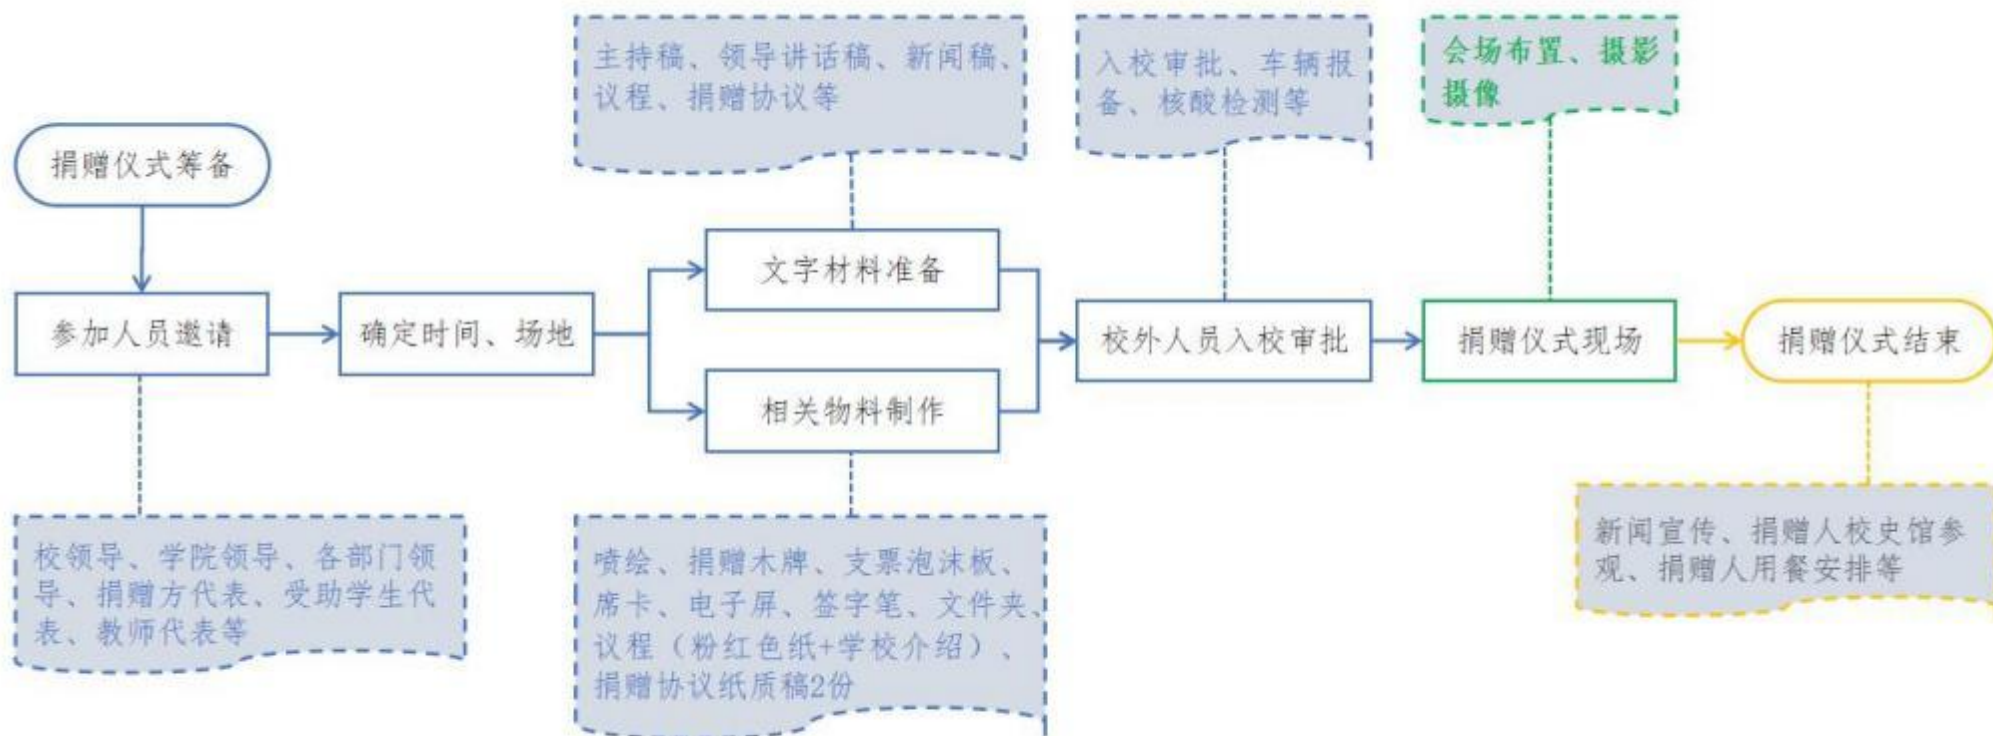 主持稿、领导讲话稿、新闻稿、
议程、捐赠协议等
入校审批、车辆报
备、核酸检测等
会场布置、摄影
摄像
捐赠仪式筹备
文字材料准备
参加人员邀请
确定时间、场地
校外人员入校审批
捐赠仪式现场
捐赠仪式结束
相关物料制作
校领导、学院领导、各部门领
导、捐赠方代表、受助学生代
表、教师代表等
喷绘、捐赠木牌、支票泡沫板、
席卡、电子屏、签字笔、文件夹、
议程（粉红色纸+学校介绍）、
捐赠协议纸质稿2份
新闻宣传、捐赠人校史馆参
观、捐赠人用餐安排等